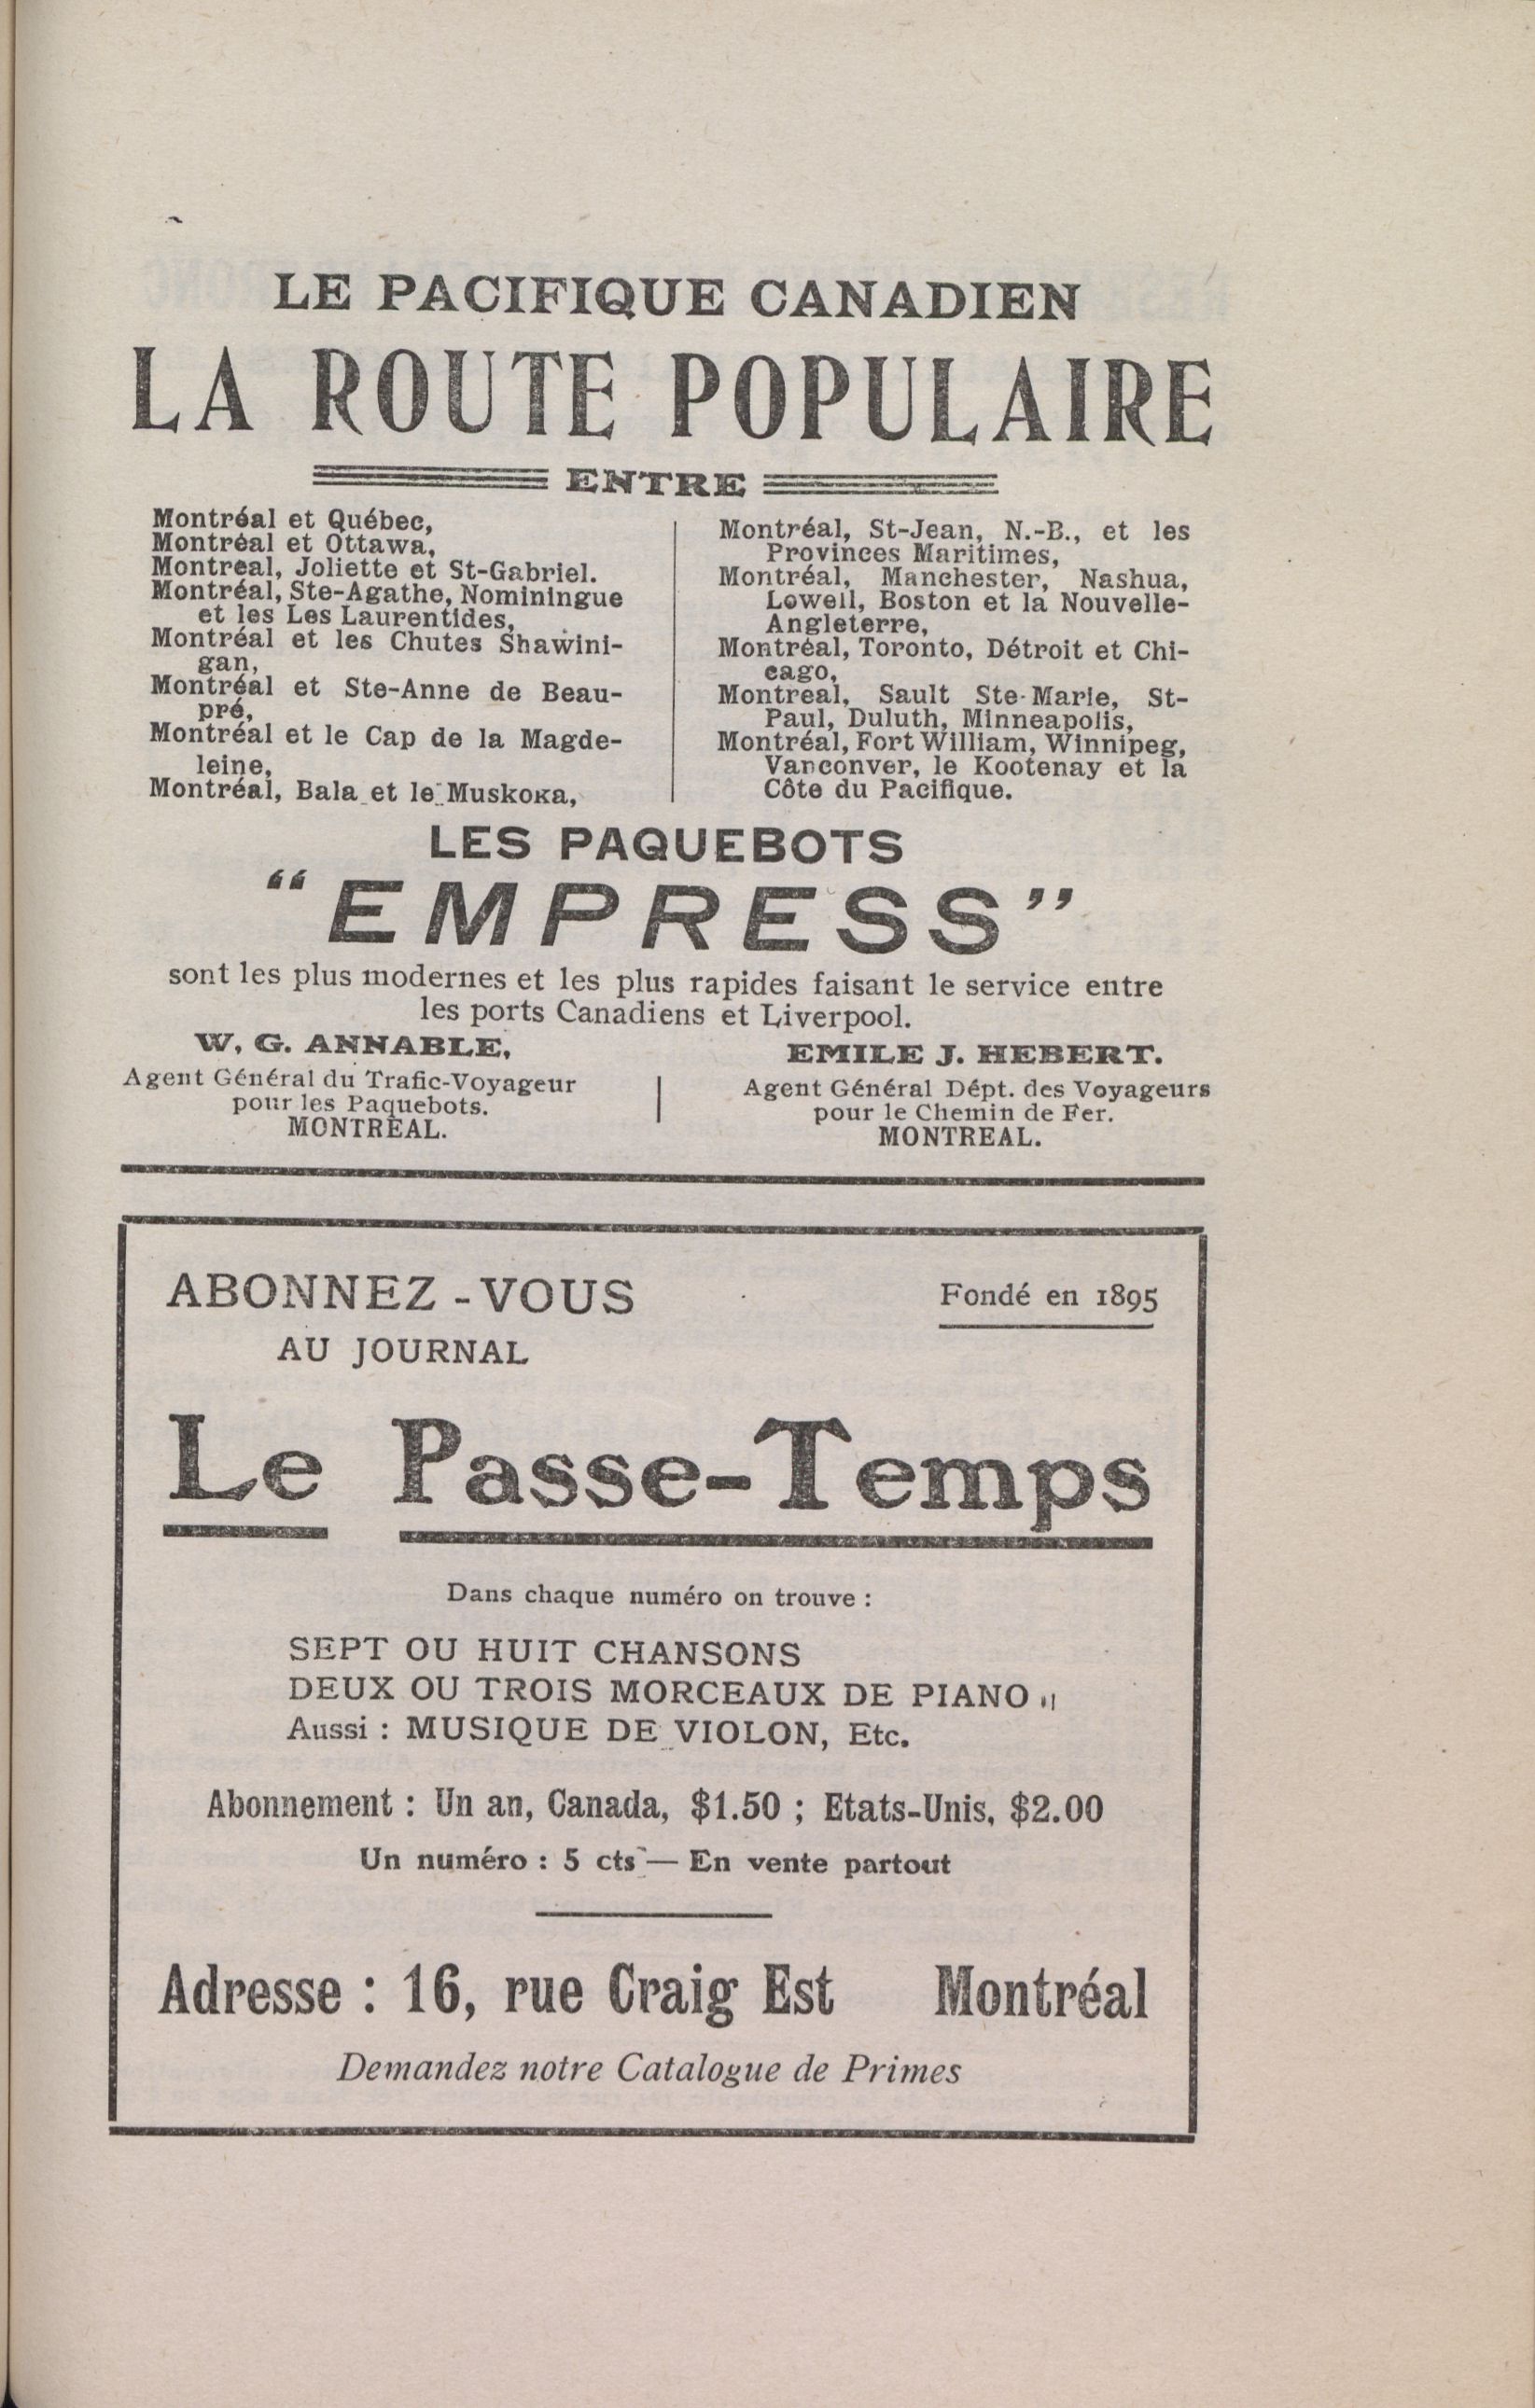 LE PACIFIQUE CANADIEN
LA ROUTE POPULAIRE
ENTRE
Montréal et Québec,
Montréal et Ottawa,
Montreal, Joliette et St-Gabriel.
Montréal, Ste-Agathe, Nominingue
et les Les Laurentides,
Montréal et les Chutes Shawini-
gan,
Montréal et Ste-Anne de Beau-
pré,
Montréal et le Cap de la Magde-
leine,
Montréal, Bala et le Muskoka,
Montréal, St-Jean, N.-B., et les
Provinces Maritimes,
Montréal, Manchester, Nashua,
Lowell, Boston et la Nouvelle-
Angleterre,
Montréal, Toronto, Détroit et Chi-
cago,
Montreal, Sault Ste-Marie, St-
Paul, Duluth, Minneapolis,
Montréal, Fort William, Winnipeg,
Vanconver, le Kootenay et la
Côte du Pacifique.
LES PAQUEBOTS
"EMPRESS"
sont les plus modernes et les plus rapides faisant le service entre
les ports Canadiens et Liverpool.
W. G. ANNABLE,
Agent Général du Trafic-Voyageur
pour les Paquebots.
MONTREAL.
EMILE J. HEBERT.
Agent Général Dépt. des Voyageurs
pour le Chemin de Fer.
MONTREAL.
ABONNEZ-VOUS
Fondé en 1895
AU JOURNAL
Le Passe-Temps
Dans chaque numéro on trouve :
SEPT OU HUIT CHANSONS
DEUX OU TROIS MORCEAUX DE PIANO
Aussi : MUSIQUE DE VIOLON, Etc.
Abonnement : Un an, Canada, $1.50 ; Etats-Unis, $2.00
Un numéro : 5 cts — En vente partout
Adresse : 16, rue Craig Est Montréal
Demandez notre Catalogue de Primes